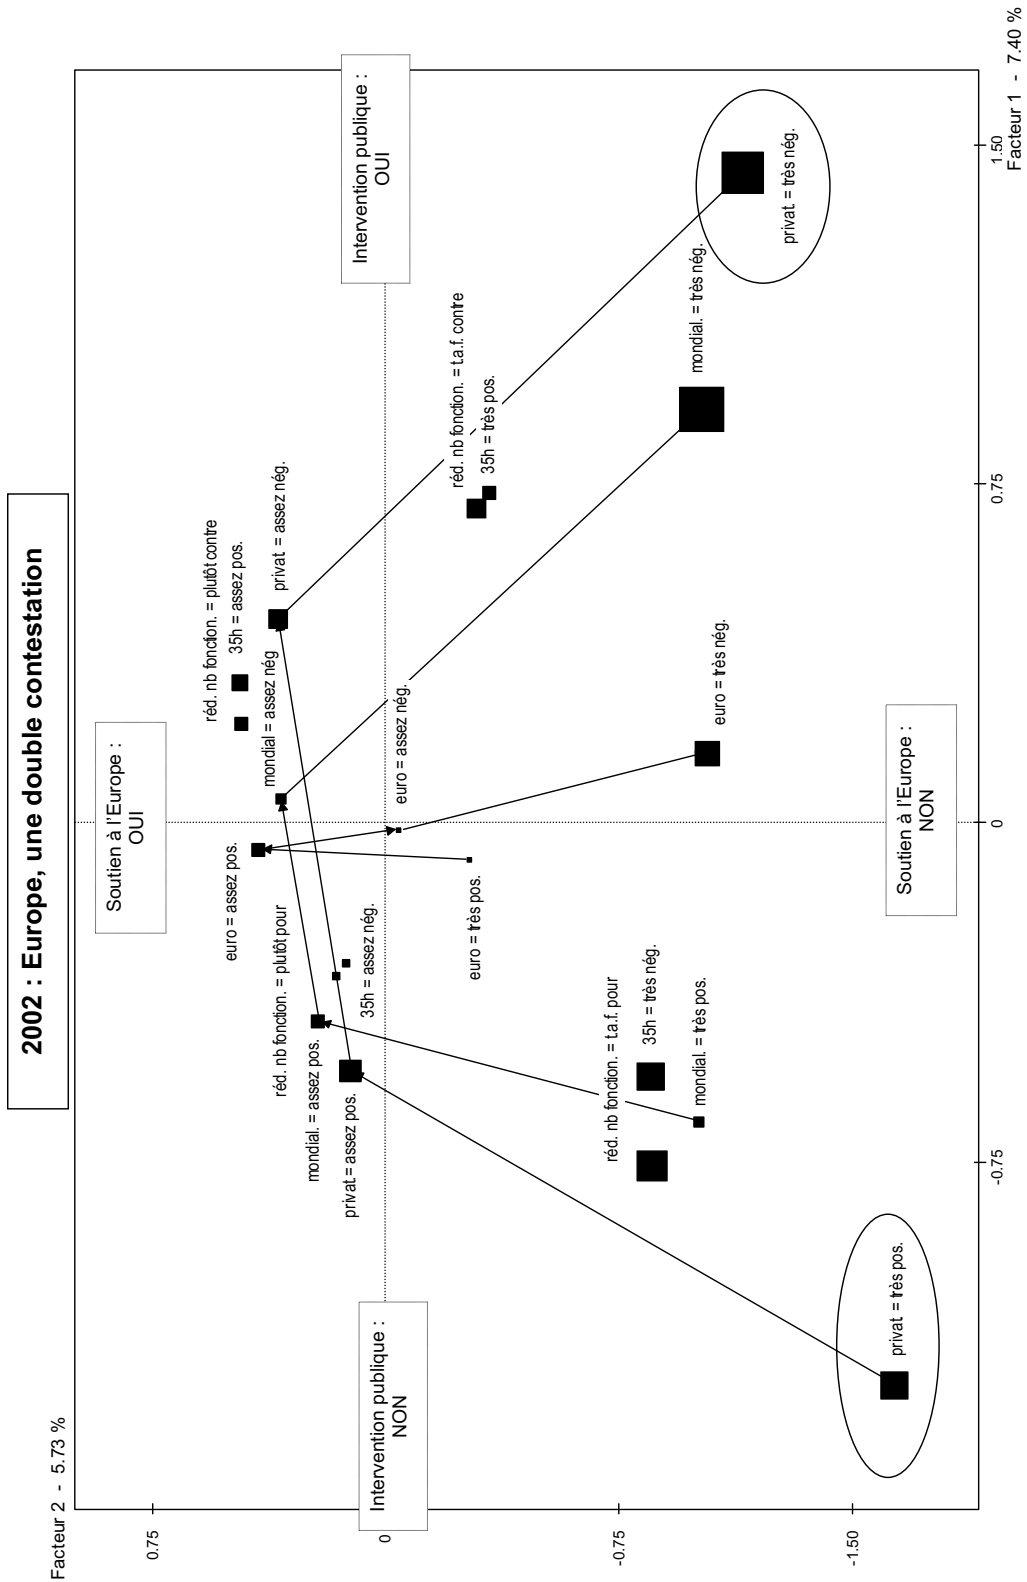 2002 : Europe, une double contestation
Facteur 2 - 5.73 %
0.75
0
-0.75
-1.50
Soutien à l'Europe :
OUI
réd. nb fonction. = plutôt contre
35h = assez pos.
euro = assez pos.
mondial = assez nég
privat = assez nég.
réd. nb fonction. = plutôt pour
mondial. = assez pos.
privat = assez pos.
35h = assez nég.
Intervention publique :
NON
Intervention publique :
OUI
euro = assez nég.
réd. nb fonction. = t.a.f. contre
35h = très pos.
euro = très pos.
réd. nb fonction. = t.a.f. pour
35h = très nég.
mondial. = très pos.
mondial. = très nég.
euro = très nég.
privat = très nég.
privat = très pos.
Soutien à l'Europe :
NON
-0.75
0
0.75
1.50
Facteur 1 - 7.40 %